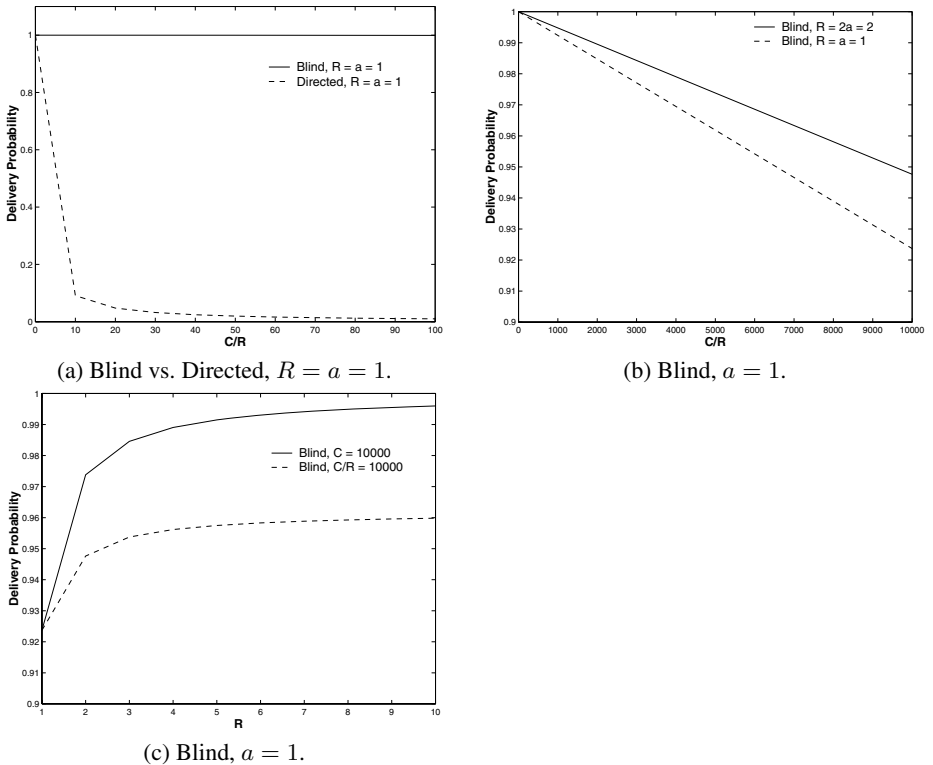 1
0.8
0.6
0.4
0.2
0
Delivery Probability
Blind, R = a = 1
Directed, R = a = 1
0 10 20 30 40 50 60 70 80 90 100
C/R
(a) Blind vs. Directed, R = a = 1.
1
0.99
0.98
0.97
0.96
0.95
0.94
0.93
0.92
0.91
0.9
Delivery Probability
Blind, R = 2a = 2
Blind, R = a = 1
0 1000 2000 3000 4000 5000 6000 7000 8000 9000 10000
C/R
(b) Blind, a = 1.
1
0.99
0.98
0.97
0.96
0.95
0.94
0.93
0.92
0.91
0.9
Delivery Probability
Blind, C = 10000
Blind, C/R = 10000
1 2 3 4 5 6 7 8 9 10
R
(c) Blind, a = 1.